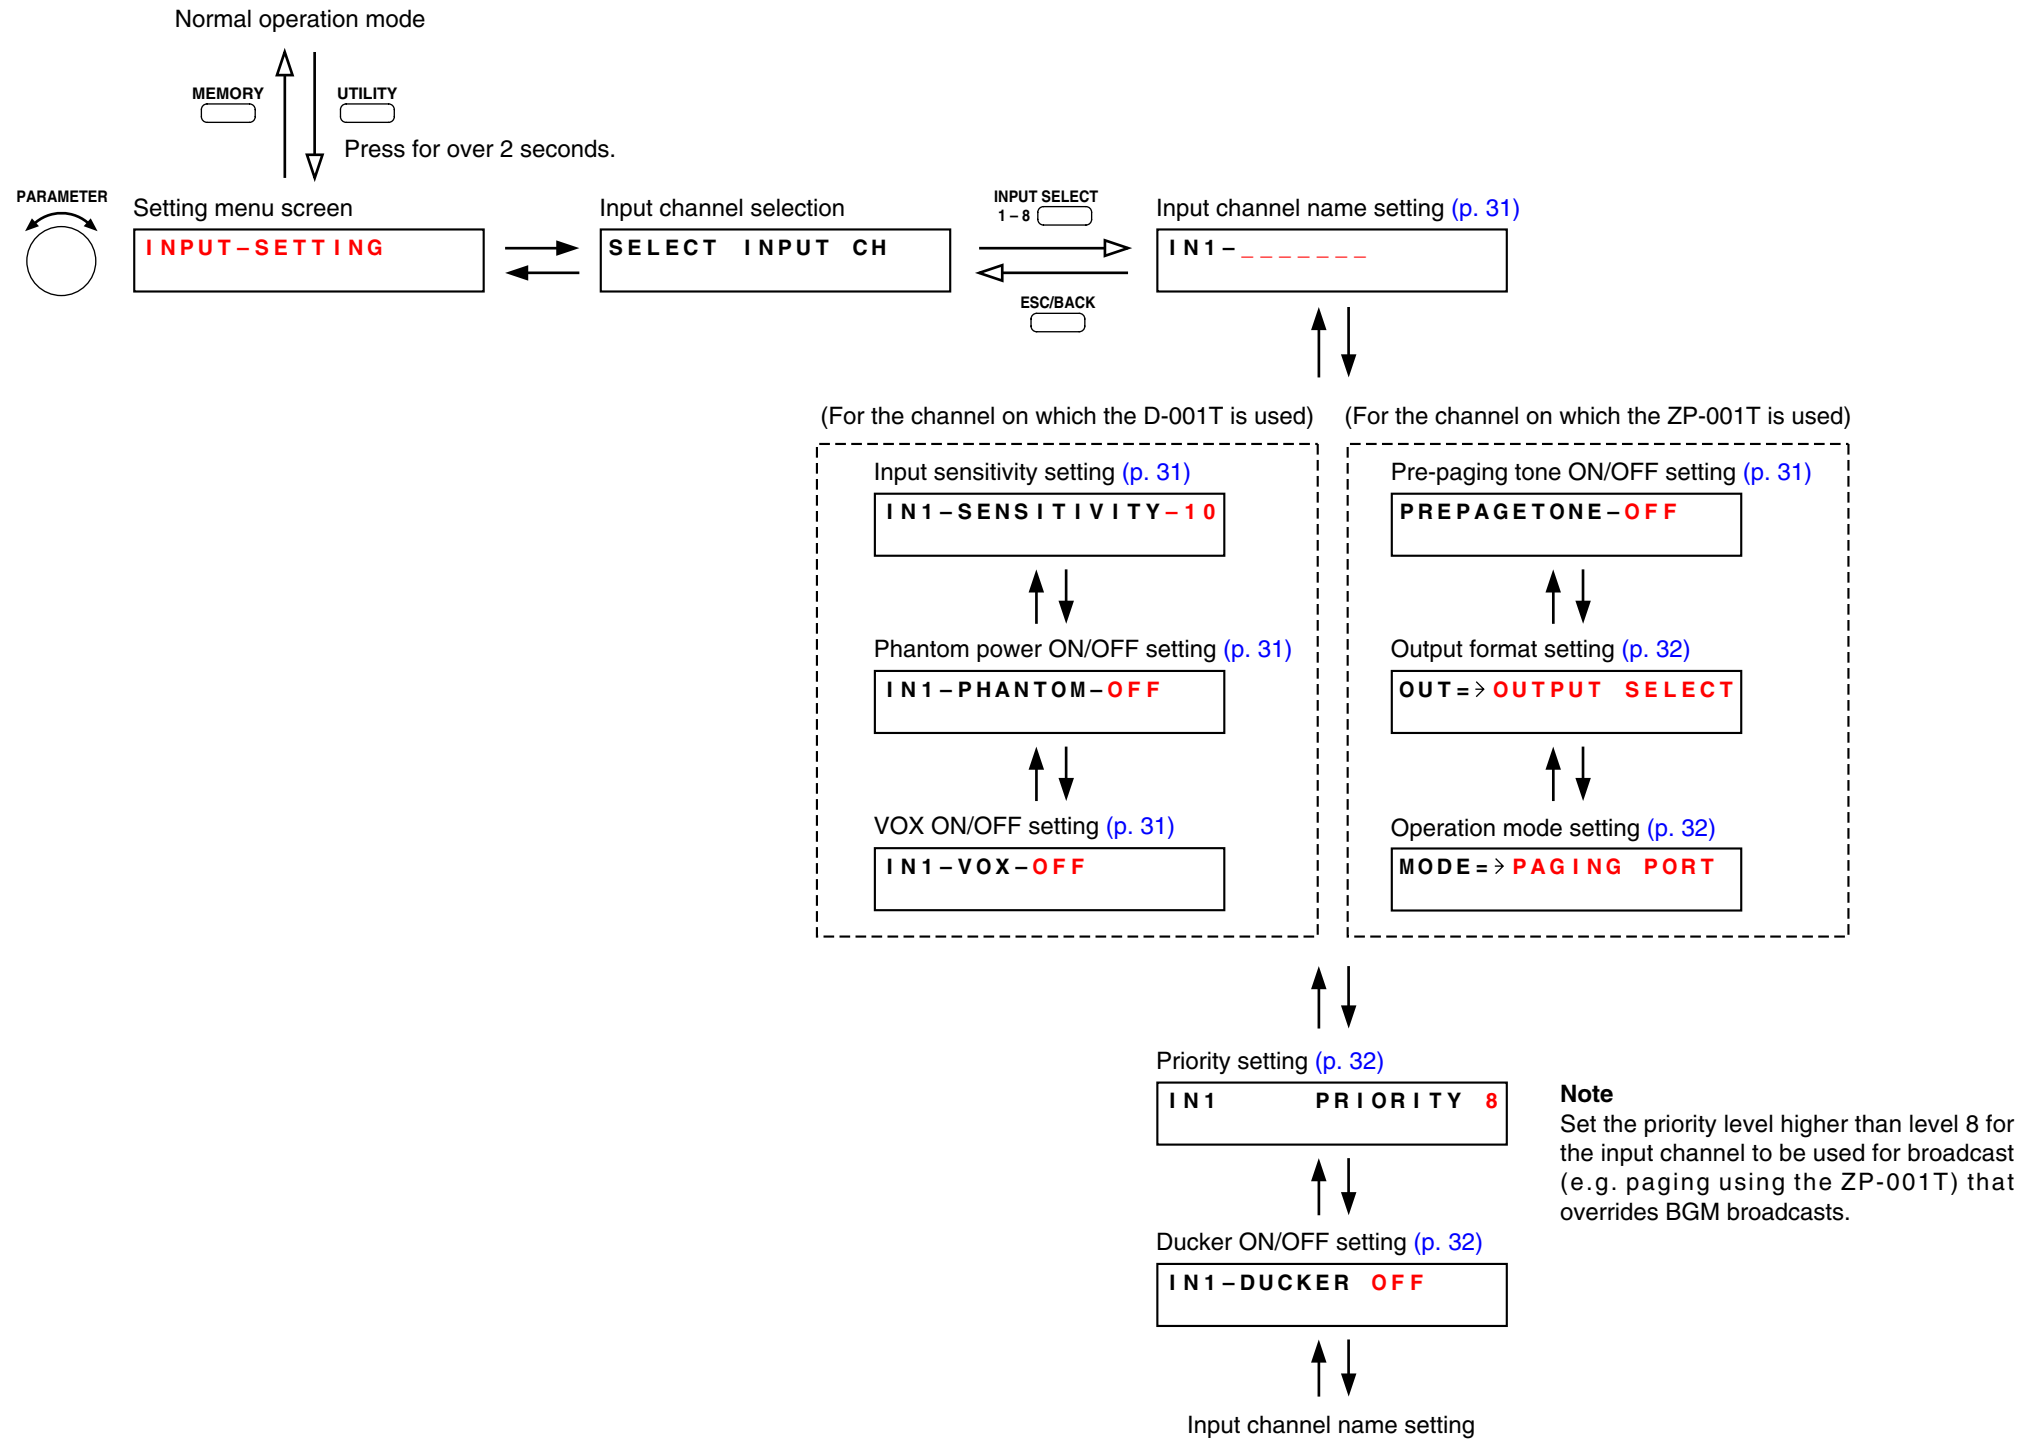 Normal operation mode
MEMORY
UTILITY
Press for over 2 seconds.
PARAMETER
Setting menu screen
INPUT–SETTING
Input channel selection
SELECT INPUT CH
INPUT SELECT
1 – 8
ESC/BACK
Input channel name setting (p. 31)
IN1–_______
(For the channel on which the D-001T is used)
Input sensitivity setting (p. 31)
IN1–SENSITIVITY–10
Phantom power ON/OFF setting (p. 31)
IN1–PHANTOM–OFF
VOX ON/OFF setting (p. 31)
IN1–VOX–OFF
(For the channel on which the ZP-001T is used)
Pre-paging tone ON/OFF setting (p. 31)
PREPAGETONE–OFF
Output format setting (p. 32)
OUT=>OUTPUT SELECT
Operation mode setting (p. 32)
MODE=>PAGING PORT
Priority setting (p. 32)
IN1 PRIORITY 8
Note
Set the priority level higher than level 8 for
the input channel to be used for broadcast
(e.g. paging using the ZP-001T) that
overrides BGM broadcasts.
Ducker ON/OFF setting (p. 32)
IN1–DUCKER OFF
Input channel name setting